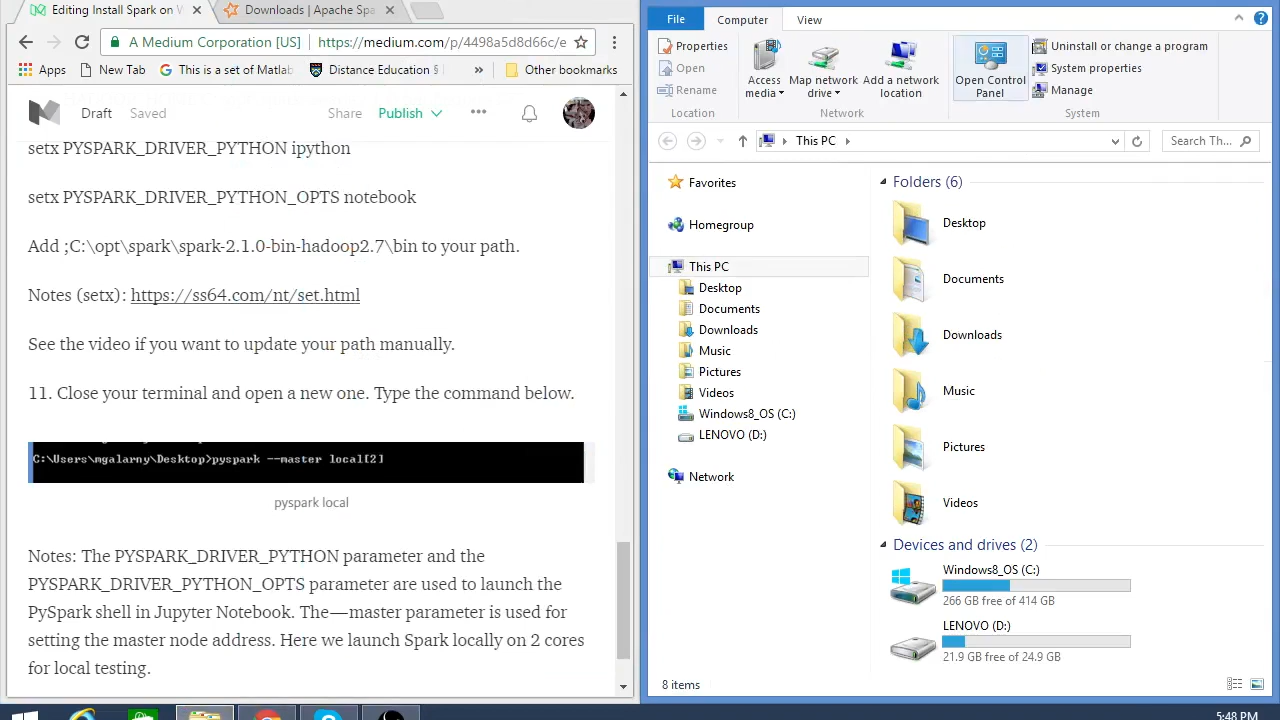 Editing Install Spark on W
Downloads | Apache Spa
A Medium Corporation [US]
https://medium.com/p/4498a5d8d66c/e
Apps
New Tab
This is a set of Math
Distance Education §
»
Other bookmarks
Draft
Saved
Share
Publish
setx PYSPARK_DRIVER_PYTHON ipython
setx PYSPARK_DRIVER_PYTHON_OPTS notebook
Add ;C:\opt\spark\spark-2.1.0-bin-hadoop2.7\bin to your path.
Notes (setx): https://ss64.com/nt/set.html
See the video if you want to update your path manually.
11. Close your terminal and open a new one. Type the command below.
C:\Users\mgalarny\Desktop>pyspark --master local[2]
pyspark local
Notes: The PYSPARK_DRIVER_PYTHON parameter and the
PYSPARK_DRIVER_PYTHON_OPTS parameter are used to launch the
PySpark shell in Jupyter Notebook. The—master parameter is used for
setting the master node address. Here we launch Spark locally on 2 cores
for local testing.
File
Computer
View
Properties
Open
Rename
Location
Access
media
Map network
drive
Add a network
location
Network
Open Control
Panel
Uninstall or change a program
System properties
Manage
System
This PC
Search Th...
Favorites
Homegroup
This PC
Desktop
Documents
Downloads
Music
Pictures
Videos
Windows8_OS (C:)
LENOVO (D:)
Network
Folders (6)
Desktop
Documents
Downloads
Music
Pictures
Videos
Devices and drives (2)
Windows8_OS (C:)
266 GB free of 414 GB
LENOVO (D:)
21.9 GB free of 24.9 GB
8 items
5:48 PM